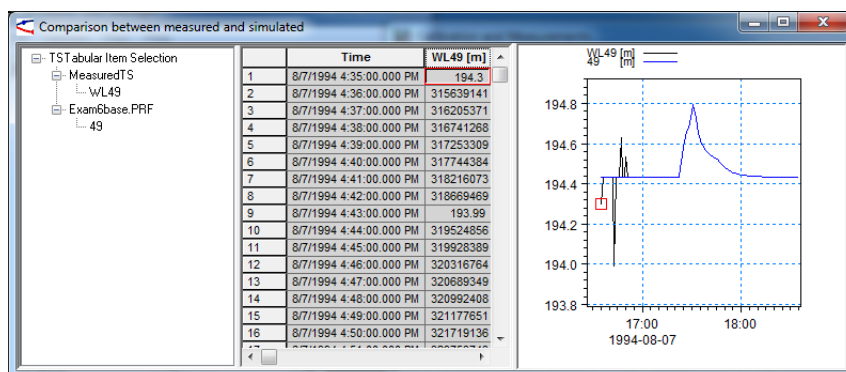 Comparison between measured and simulated
TSTabular Item Selection
MeasuredTS
WL49
Exam6base.PRF
49
Time WL49 [m]
1 8/7/1994 4:35:00.000 PM 194.3
2 8/7/1994 4:36:00.000 PM 315639141
3 8/7/1994 4:37:00.000 PM 316205371
4 8/7/1994 4:38:00.000 PM 316741268
5 8/7/1994 4:39:00.000 PM 317253309
6 8/7/1994 4:40:00.000 PM 317744384
7 8/7/1994 4:41:00.000 PM 318216073
8 8/7/1994 4:42:00.000 PM 318669469
9 8/7/1994 4:43:00.000 PM 193.99
10 8/7/1994 4:44:00.000 PM 319524856
11 8/7/1994 4:45:00.000 PM 319928389
12 8/7/1994 4:46:00.000 PM 320316764
13 8/7/1994 4:47:00.000 PM 320689349
14 8/7/1994 4:48:00.000 PM 320992408
15 8/7/1994 4:49:00.000 PM 321177651
16 8/7/1994 4:50:00.000 PM 321719136
WL49 [m]
49 [m]
194.8
194.6
194.4
194.2
194.0
193.8
17:00 18:00
1994-08-07